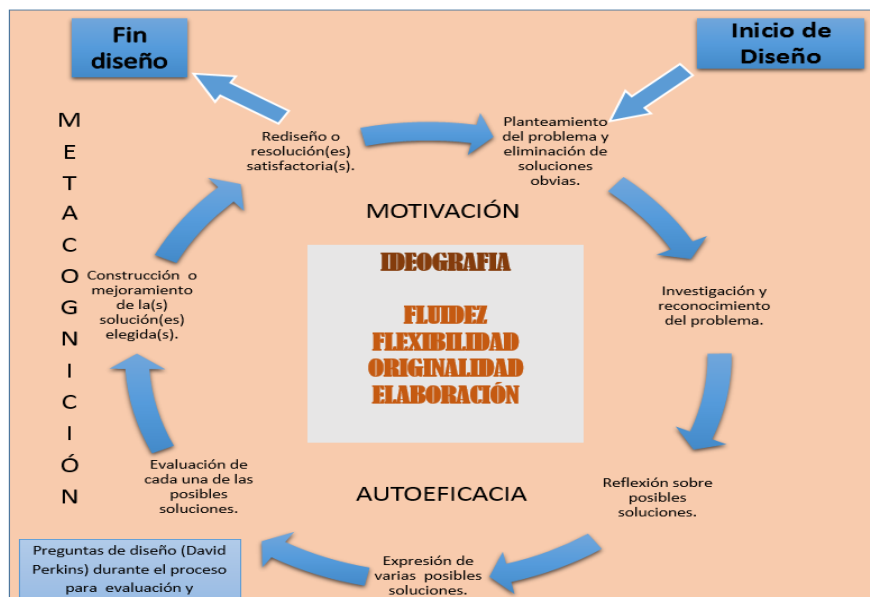 Fin
diseño
Inicio de
Diseño
Planteamiento
del problema y
eliminación de
soluciones
obvias.
Investigación y
reconocimiento
del problema.
Reflexión sobre
posibles
soluciones.
Expresión de
varias posibles
soluciones.
Evaluación de
cada una de las
posibles
soluciones.
Construcción o
mejoramiento
de la(s)
solución(es)
elegida(s).
Rediseño o
resolución(es)
satisfactoria(s).
METACOGNICIÓN
MOTIVACIÓN
IDEOGRAFIA
FLUIDEZ
FLEXIBILIDAD
ORIGINALIDAD
ELABORACIÓN
AUTOEFICACIA
Preguntas de diseño (David
Perkins) durante el proceso
para evaluación y